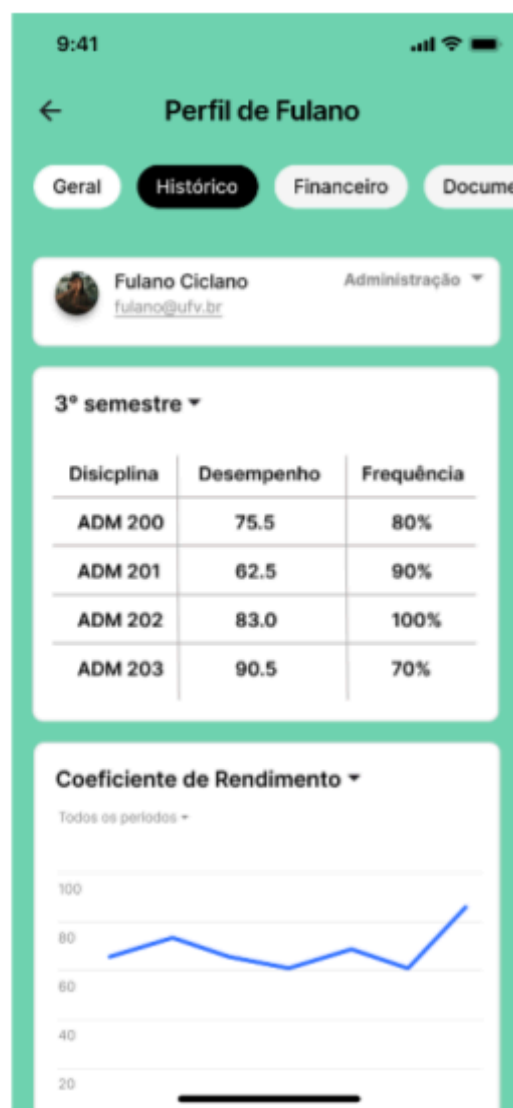 9:41
Perfil de Fulano
Geral Histórico Financeiro Docume
Fulano Ciclano Administração
fulano@ufv.br
3° semestre
Disicplina Desempenho Frequência
ADM 200 75.5 80%
ADM 201 62.5 90%
ADM 202 83.0 100%
ADM 203 90.5 70%
Coeficiente de Rendimento
Todos os períodos
100
80
60
40
20